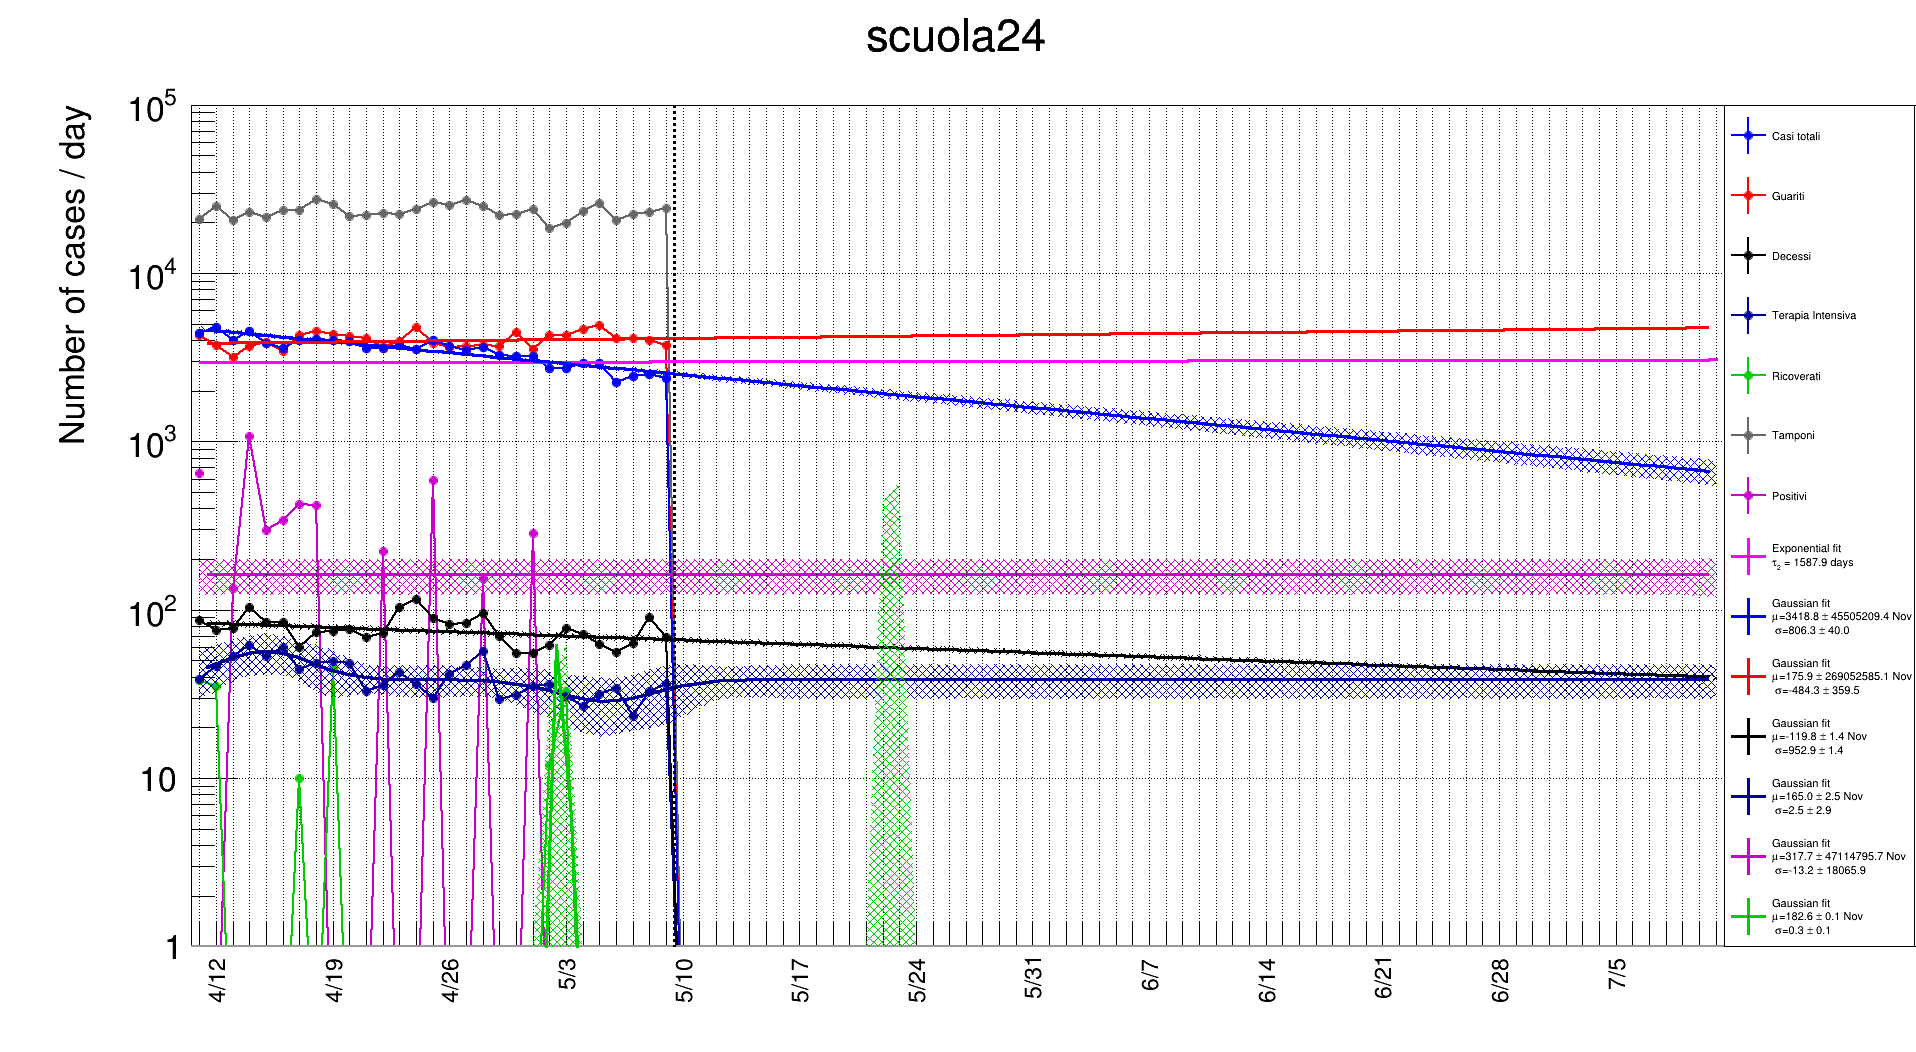 scuola24
Number of cases / day
10^5
10^4
10^3
10^2
10
1
4/12
4/19
4/26
5/3
5/10
5/17
5/24
5/31
6/7
6/14
6/21
6/28
7/5
Casi totali
Guariti
Decessi
Terapia Intensiva
Ricoverati
Tamponi
Positivi
Exponential fit
τ_2 = 1587.9 days
Gaussian fit
μ=3418.8 ± 45505209.4 Nov
σ=806.3 ± 40.0
Gaussian fit
μ=175.9 ± 269052585.1 Nov
σ=-484.3 ± 359.5
Gaussian fit
μ=-119.8 ± 1.4 Nov
σ=952.9 ± 1.4
Gaussian fit
μ=165.0 ± 2.5 Nov
σ=2.5 ± 2.9
Gaussian fit
μ=317.7 ± 47114795.7 Nov
σ=-13.2 ± 18065.9
Gaussian fit
μ=182.6 ± 0.1 Nov
σ=0.3 ± 0.1